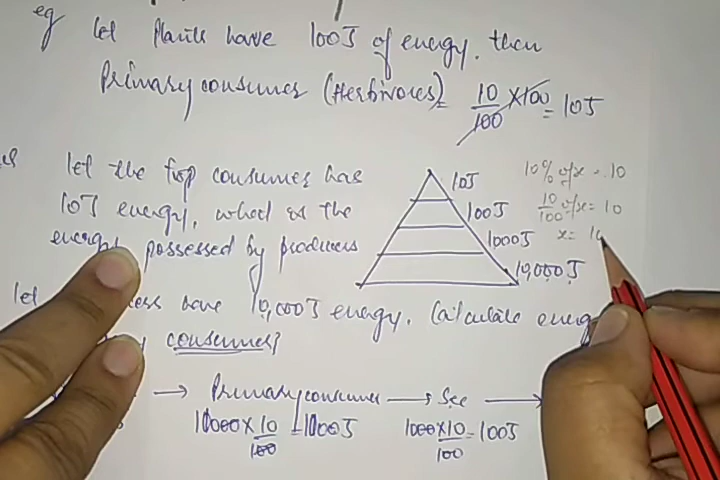 eg Let Plants have 100J of energy. then
Primary consumer (Herbivores) = 10/100 × 100 = 10J
let the top consumer has
10J energy, what is the
energy possessed by producers
10J
100J
1000J
10,000J
10% of x = 10
10/100 of x = 10
x = 10
let have 10,000J energy. Calculate energy
consumer?
→ Primary consumer → Sec →
10000 × 10/100 = 1000J 1000 × 10/100 = 100J